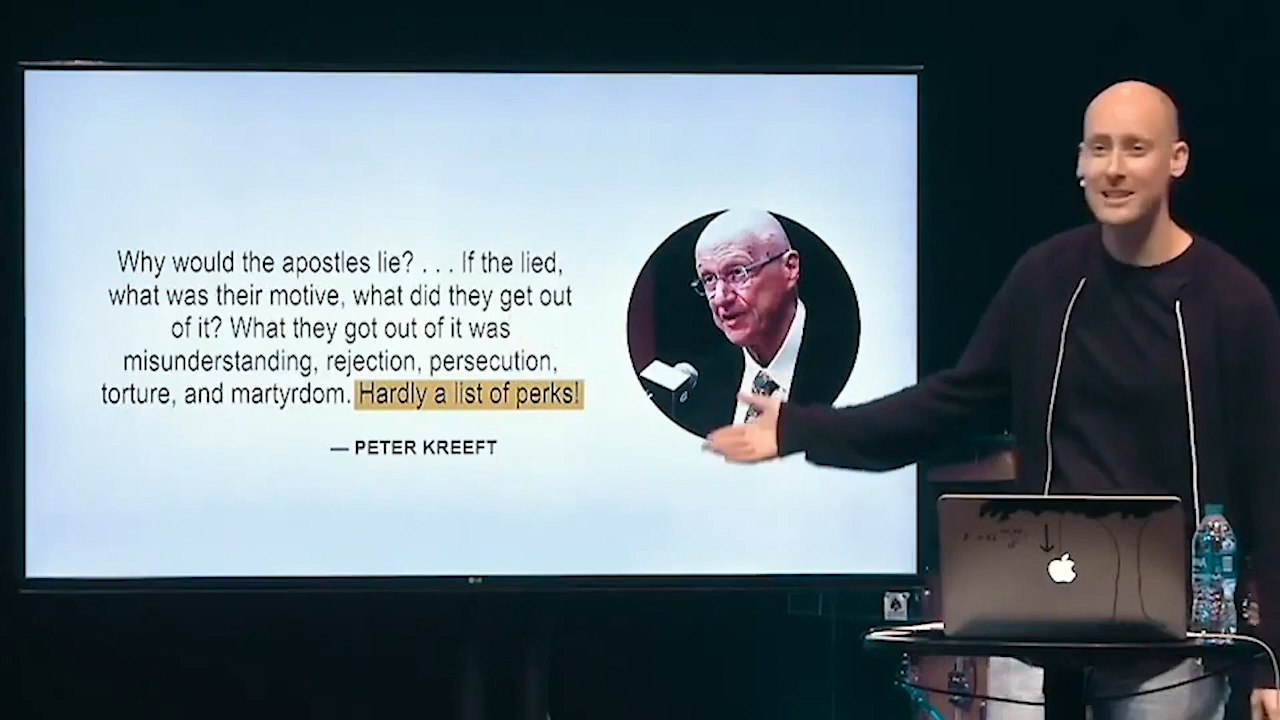 Why would the apostles lie? . . . If the lied,
what was their motive, what did they get out
of it? What they got out of it was
misunderstanding, rejection, persecution,
torture, and martyrdom. Hardly a list of perks!
— PETER KREEFT
LG